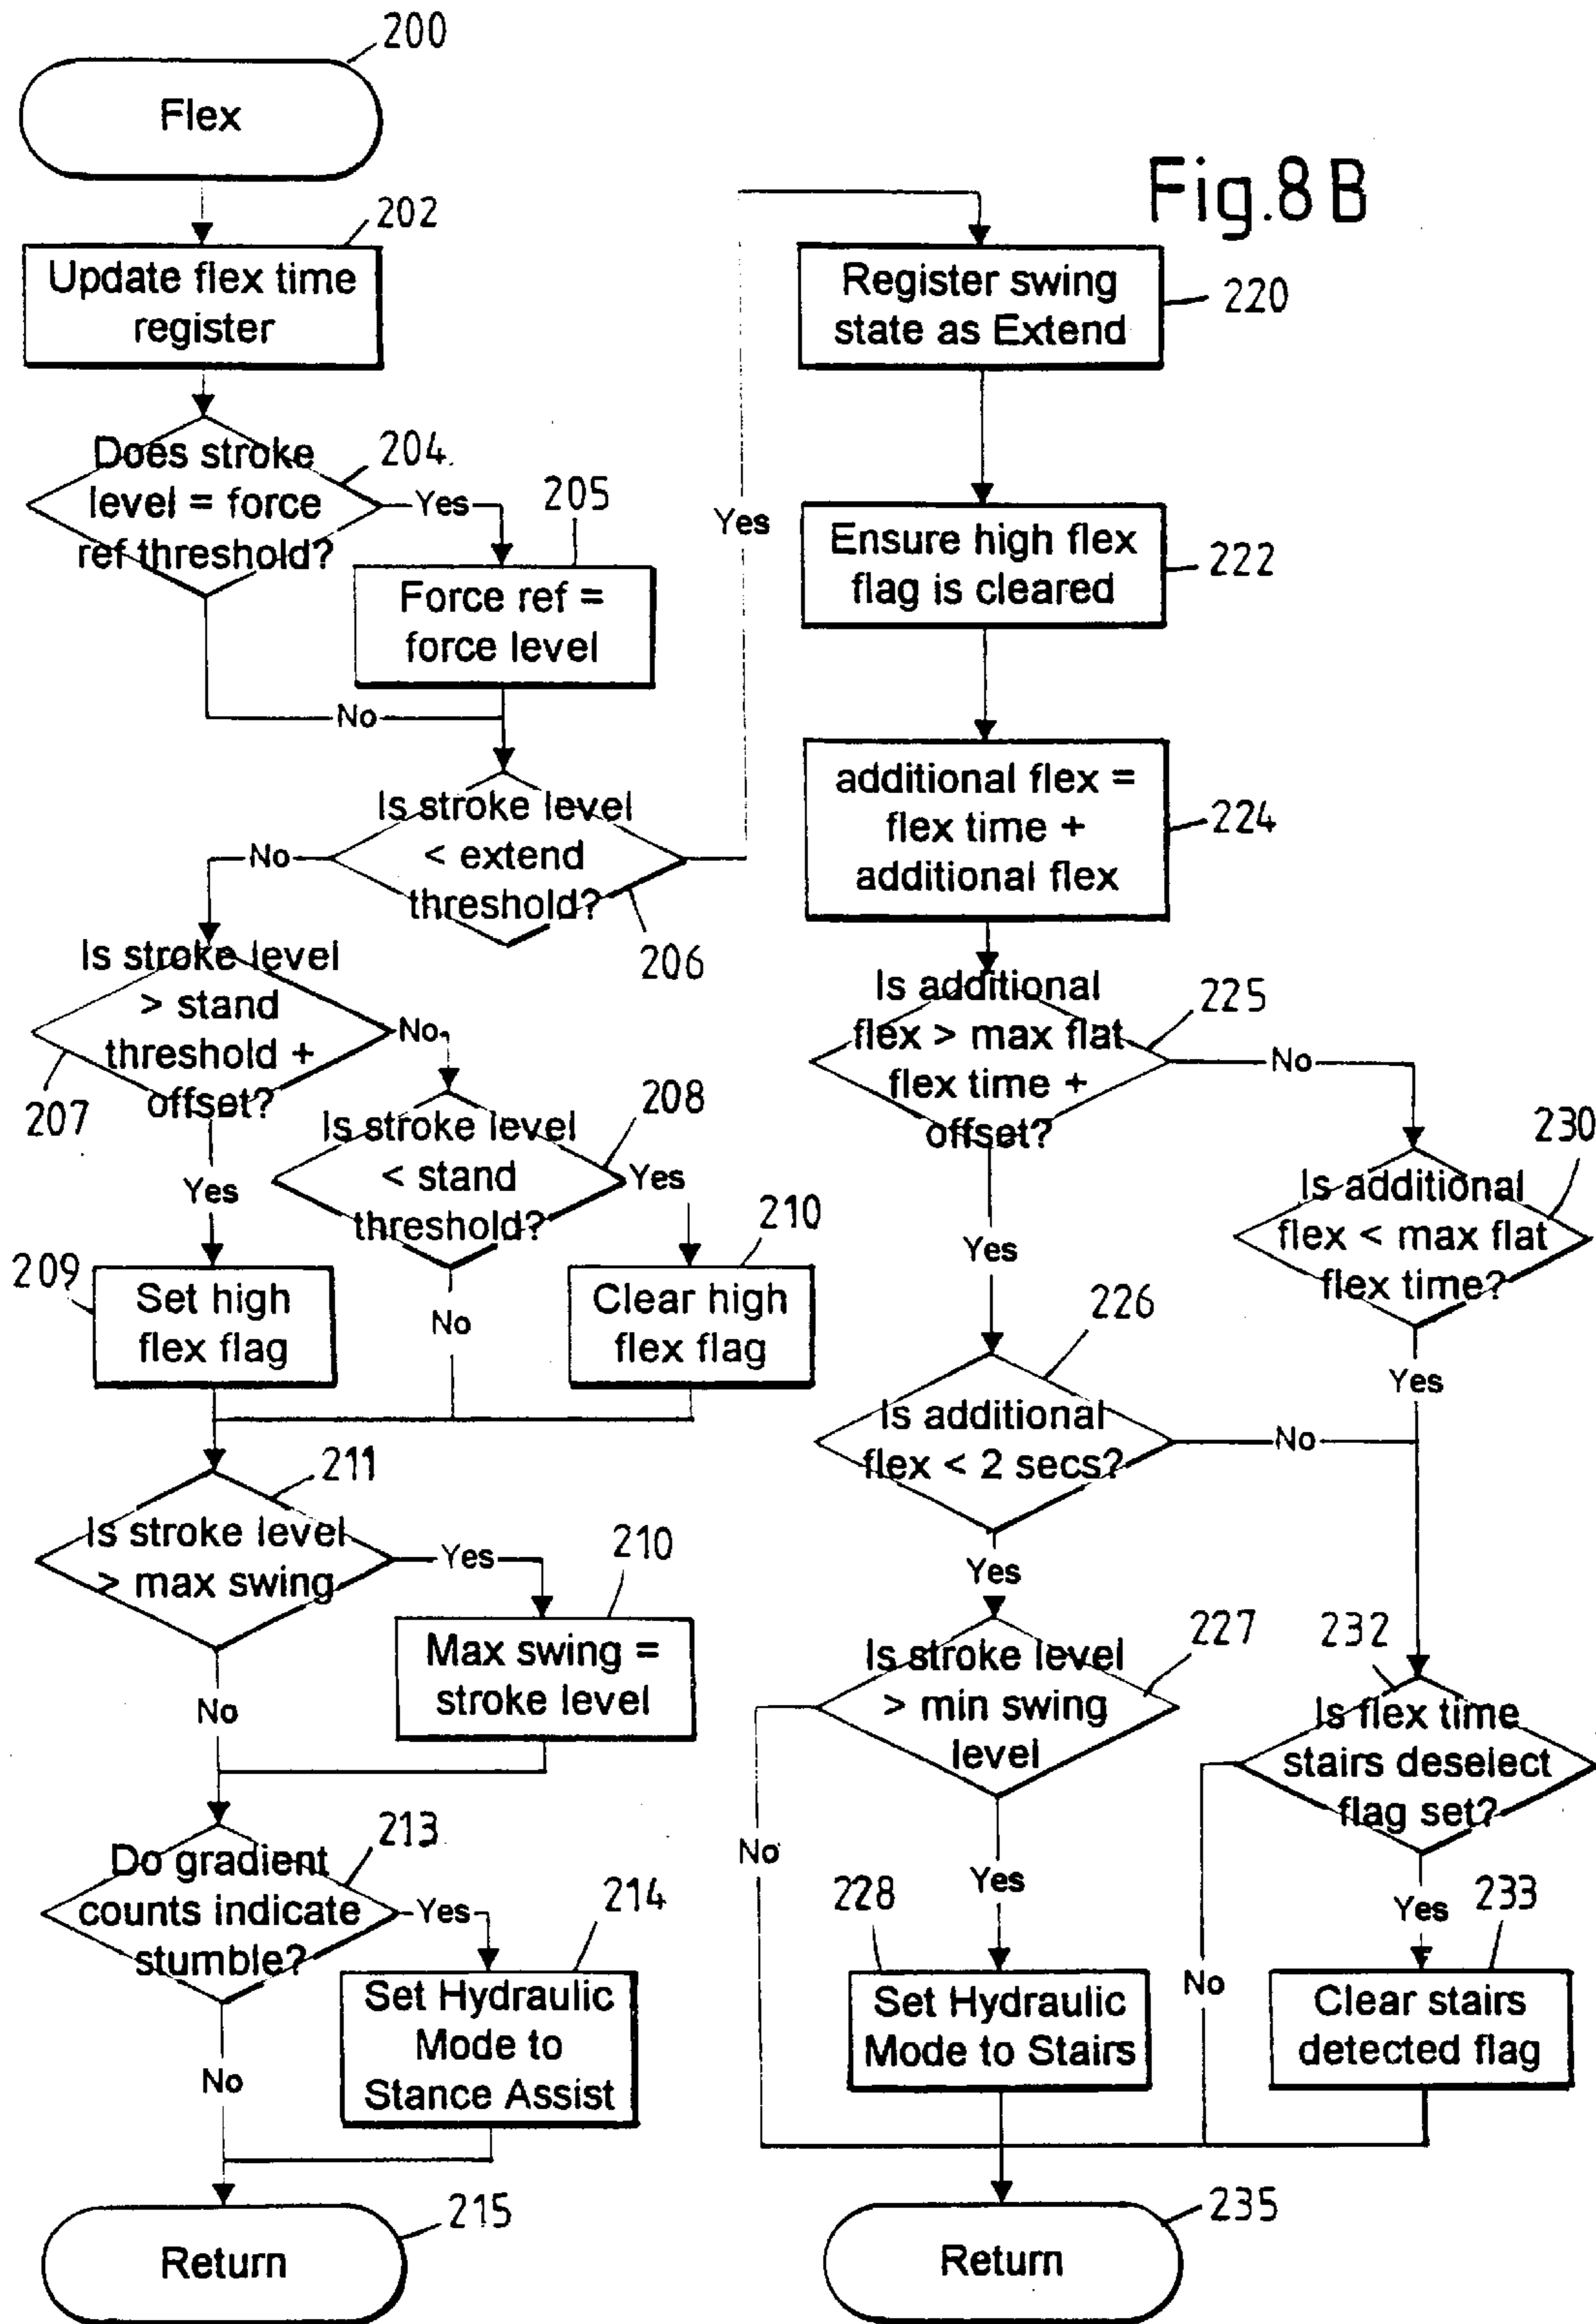 200
Flex
Fig.8B
202
Update flex time
register
Does stroke
level = force
ref threshold?
204
Yes
205
Force ref =
force level
No
Is stroke level
< extend
threshold?
206
No
Yes
Is stroke level
> stand
threshold +
offset?
207
No
Is stroke level
< stand
threshold?
208
Yes
Yes
209
Set high
flex flag
No
210
Clear high
flex flag
211
Is stroke level
> max swing
Yes
210
Max swing =
stroke level
No
Do gradient
counts indicate
stumble?
213
Yes
214
Set Hydraulic
Mode to
Stance Assist
No
215
Return
Register swing
state as Extend
220
Ensure high flex
flag is cleared
222
additional flex =
flex time +
additional flex
224
Is additional
flex > max flat
flex time +
offset?
225
No
230
Is additional
flex < max flat
flex time?
Yes
Yes
226
Is additional
flex < 2 secs?
No
Yes
227
Is stroke level
> min swing
level
No
Yes
232
Is flex time
stairs deselect
flag set?
No
Yes
228
Set Hydraulic
Mode to Stairs
233
Clear stairs
detected flag
235
Return